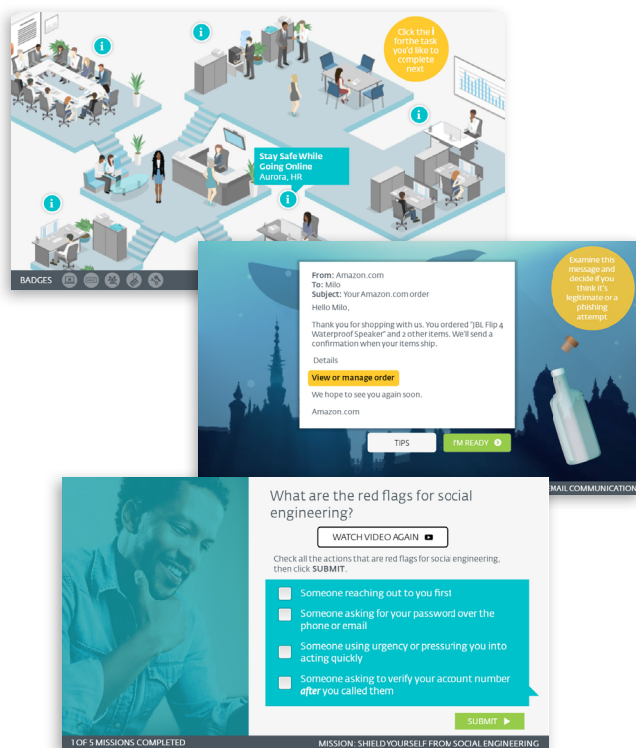 Click the i
for the task
you'd like to
complete
next
Stay Safe While
Going Online
Aurora, HR
BADGES
Examine this
message and
decide if you
think it's
legitimate or a
phishing
attempt
From: Amazon.com
To: Milo
Subject: Your Amazon.com order
Hello Milo,
Thank you for shopping with us. You ordered "JBL Flip 4
Waterproof Speaker" and 2 other items. We'll send a
confirmation when your items ship.
Details
View or manage order
We hope to see you again soon.
Amazon.com
TIPS
I'M READY
EMAIL COMMUNICATION
What are the red flags for social
engineering?
WATCH VIDEO AGAIN
Check all the actions that are red flags for social engineering,
then click SUBMIT.
Someone reaching out to you first
Someone asking for your password over the
phone or email
Someone using urgency or pressuring you into
acting quickly
Someone asking to verify your account number
after you called them
SUBMIT
1 OF 5 MISSIONS COMPLETED
MISSION: SHIELD YOURSELF FROM SOCIAL ENGINEERING